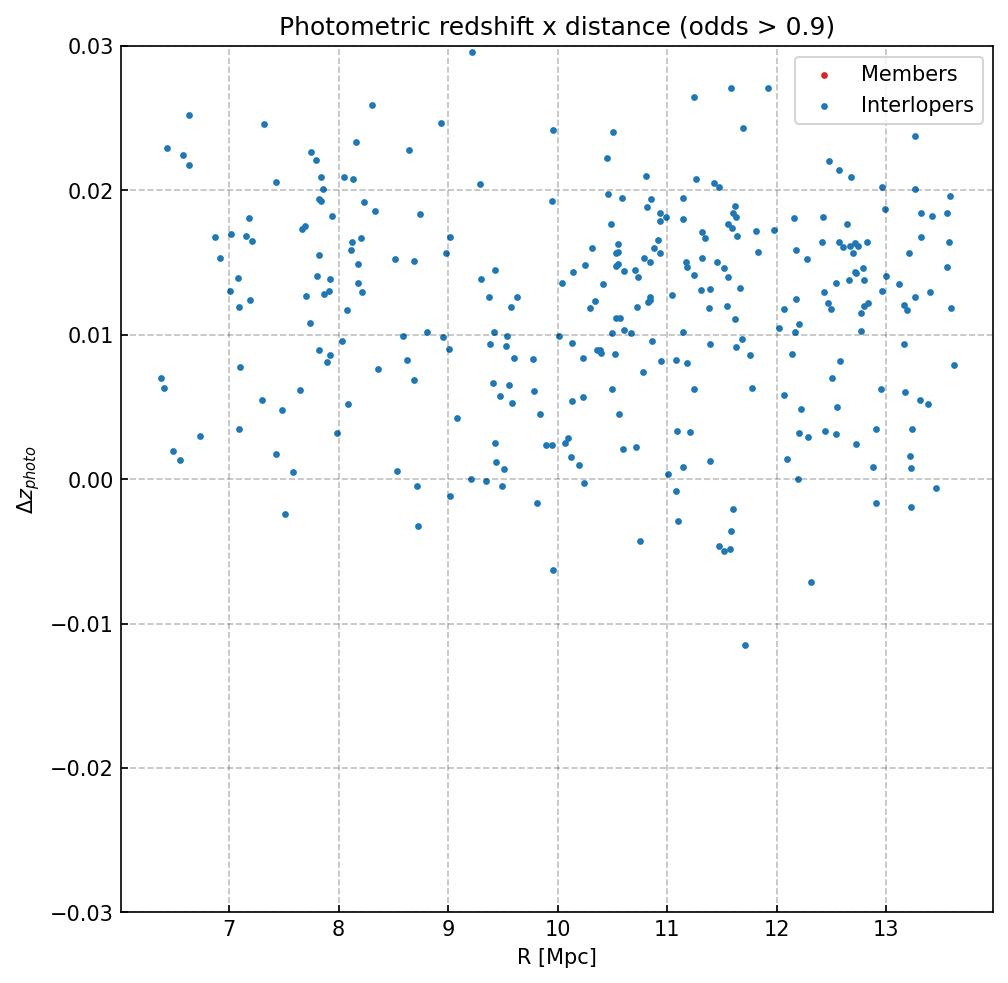 Photometric redshift x distance (odds > 0.9)
Members
Interlopers
0.03
0.02
0.01
0.00
−0.01
−0.02
−0.03
Δz_photo
7 8 9 10 11 12 13
R [Mpc]